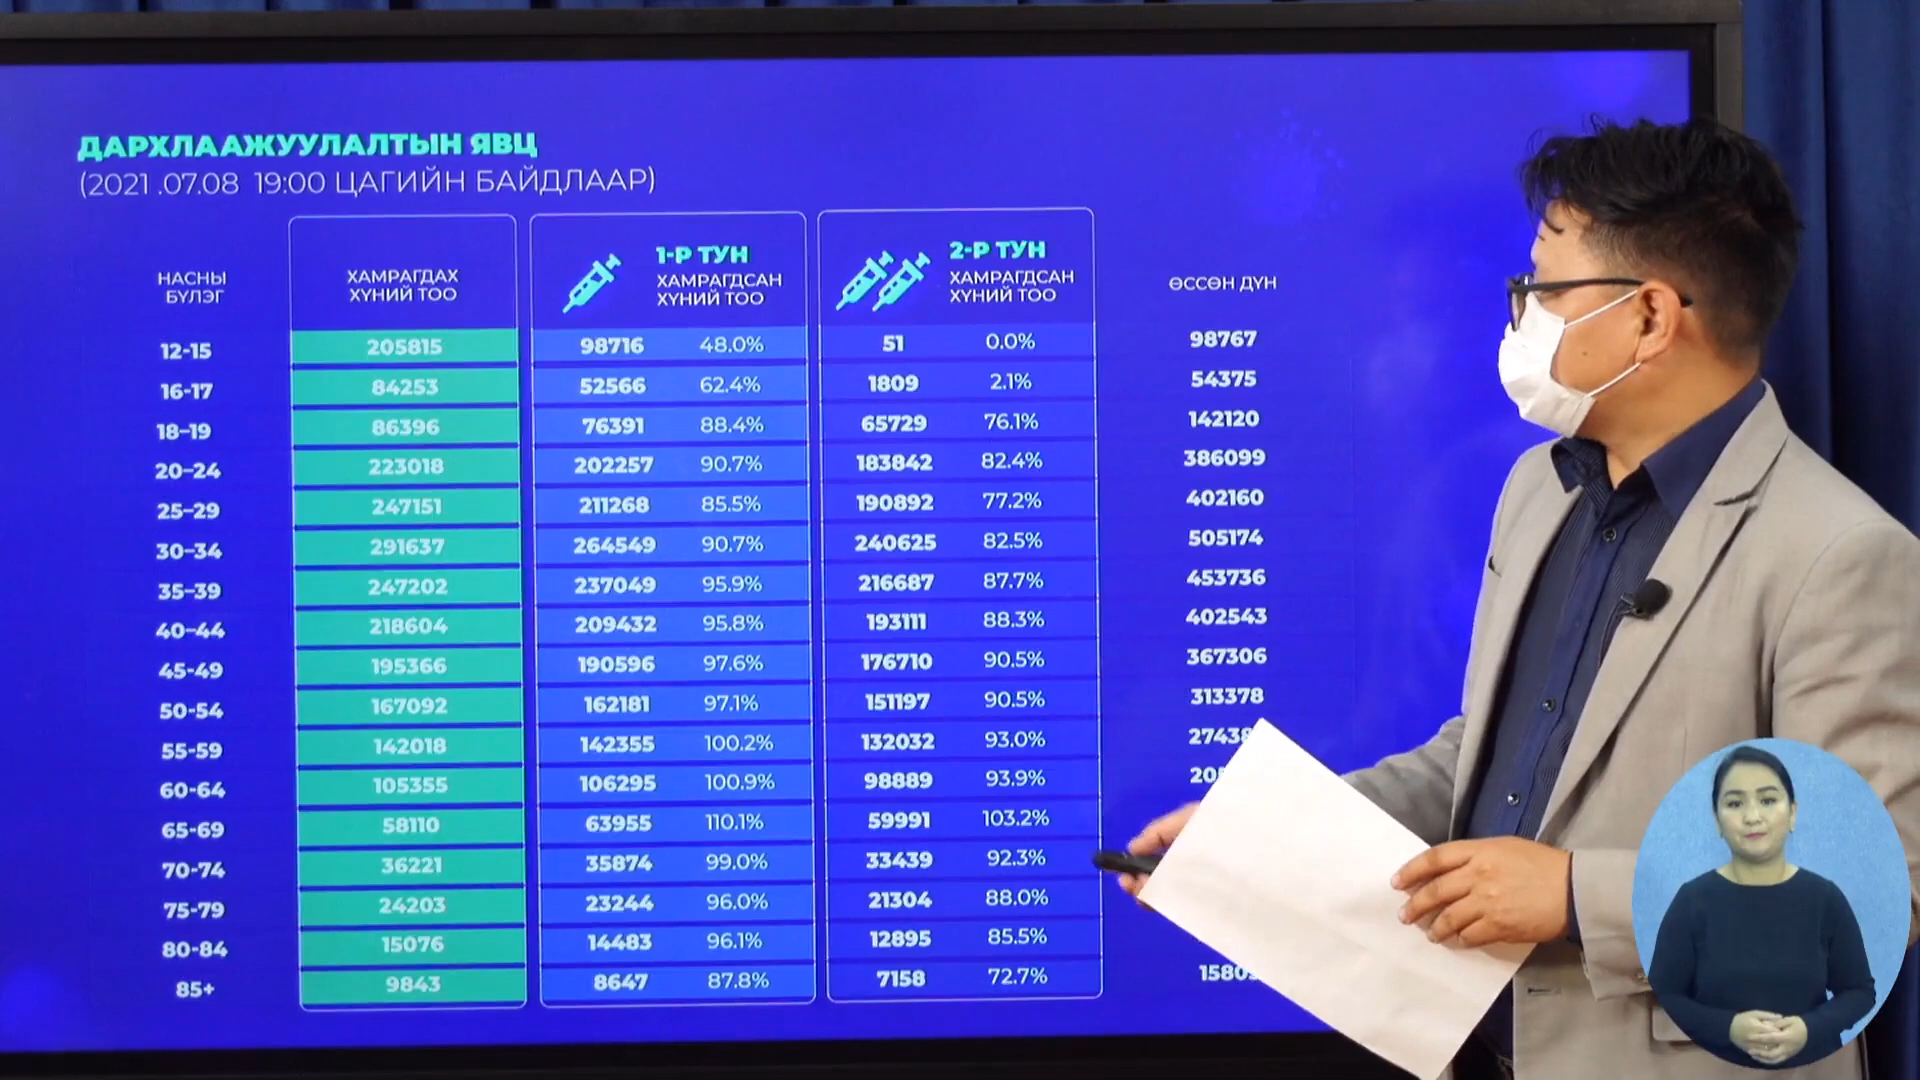 ДАРХЛААЖУУЛАЛТЫН ЯВЦ
(2021 .07.08 19:00 ЦАГИЙН БАЙДЛААР)
НАСНЫ
БҮЛЭГ
ХАМРАГДАХ
ХҮНИЙ ТОО
1-Р ТУН
ХАМРАГДСАН
ХҮНИЙ ТОО
2-Р ТУН
ХАМРАГДСАН
ХҮНИЙ ТОО
ӨССӨН ДҮН
12-15 205815 98716 48.0% 51 0.0% 98767
16-17 84253 52566 62.4% 1809 2.1% 54375
18-19 86396 76391 88.4% 65729 76.1% 142120
20-24 223018 202257 90.7% 183842 82.4% 386099
25-29 247151 211268 85.5% 190892 77.2% 402160
30-34 291637 264549 90.7% 240625 82.5% 505174
35-39 247202 237049 95.9% 216687 87.7% 453736
40-44 218604 209432 95.8% 193111 88.3% 402543
45-49 195366 190596 97.6% 176710 90.5% 367306
50-54 167092 162181 97.1% 151197 90.5% 313378
55-59 142018 142355 100.2% 132032 93.0%
60-64 105355 106295 100.9% 98889 93.9%
65-69 58110 63955 110.1% 59991 103.2%
70-74 36221 35874 99.0% 33439 92.3%
75-79 24203 23244 96.0% 21304 88.0%
80-84 15076 14483 96.1% 12895 85.5%
85+ 9843 8647 87.8% 7158 72.7%